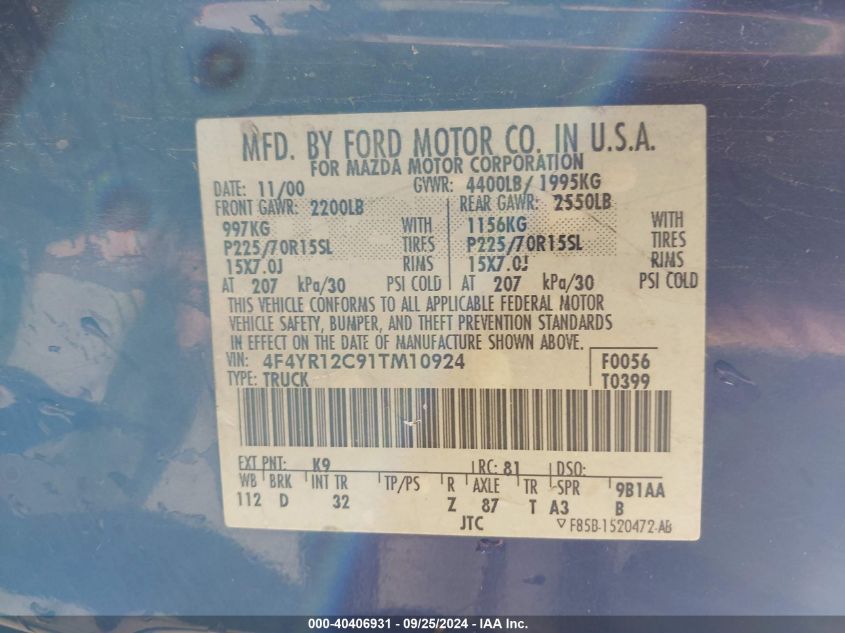 MFD. BY FORD MOTOR CO. IN U.S.A.
FOR MAZDA MOTOR CORPORATION
DATE: 11/00 GVWR: 4400LB/ 1995KG
FRONT GAWR: 2200LB REAR GAWR: 2550LB
997KG WITH 1156KG WITH
P225/70R15SL TIRES P225/70R15SL TIRES
15X7.0J RIMS 15X7.0J RIMS
AT 207 kPa/30 PSI COLD AT 207 kPa/30 PSI COLD
THIS VEHICLE CONFORMS TO ALL APPLICABLE FEDERAL MOTOR
VEHICLE SAFETY, BUMPER, AND THEFT PREVENTION STANDARDS
IN EFFECT ON THE DATE OF MANUFACTURE SHOWN ABOVE.
VIN: 4F4YR12C91TM10924 F0056
TYPE: TRUCK T0399
EXT PNT: K9 RC: 81 DSO:
WB BRK INT TR TP/PS R AXLE TR SPR 9B1AA
112 D 32 Z 87 T A3 B
JTC ▽ F85B-1520472-AB
000-40406931 - 09/25/2024 - IAA Inc.